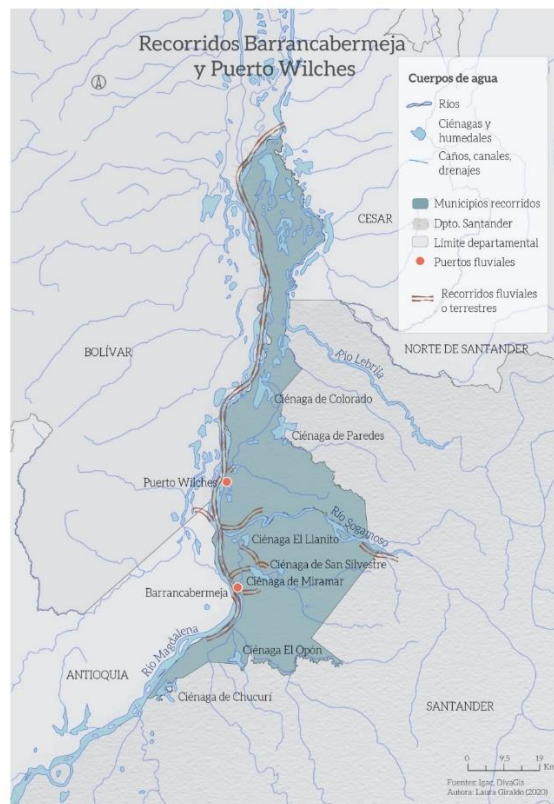 Recorridos Barrancabermeja
y Puerto Wilches
Cuerpos de agua
Ríos
Ciénagas y
humedales
Caños, canales,
drenajes
Municipios recorridos
Dpto. Santander
Límite departamental
Puertos fluviales
Recorridos fluviales
o terrestres
CESAR
NORTE DE SANTANDER
BOLÍVAR
Río Lebrija
Ciénaga de Colorado
Ciénaga de Paredes
Puerto Wilches
Río Sogamoso
Ciénaga El Llanito
Ciénaga de San Silvestre
Ciénaga de Miramar
Barrancabermeja
Río Magdalena
Ciénaga El Opón
ANTIOQUIA
Ciénaga de Chucurí
SANTANDER
0 9,5 19
Km
Fuentes: Igac, DivaGis
Autora: Laura Giraldo (2020)